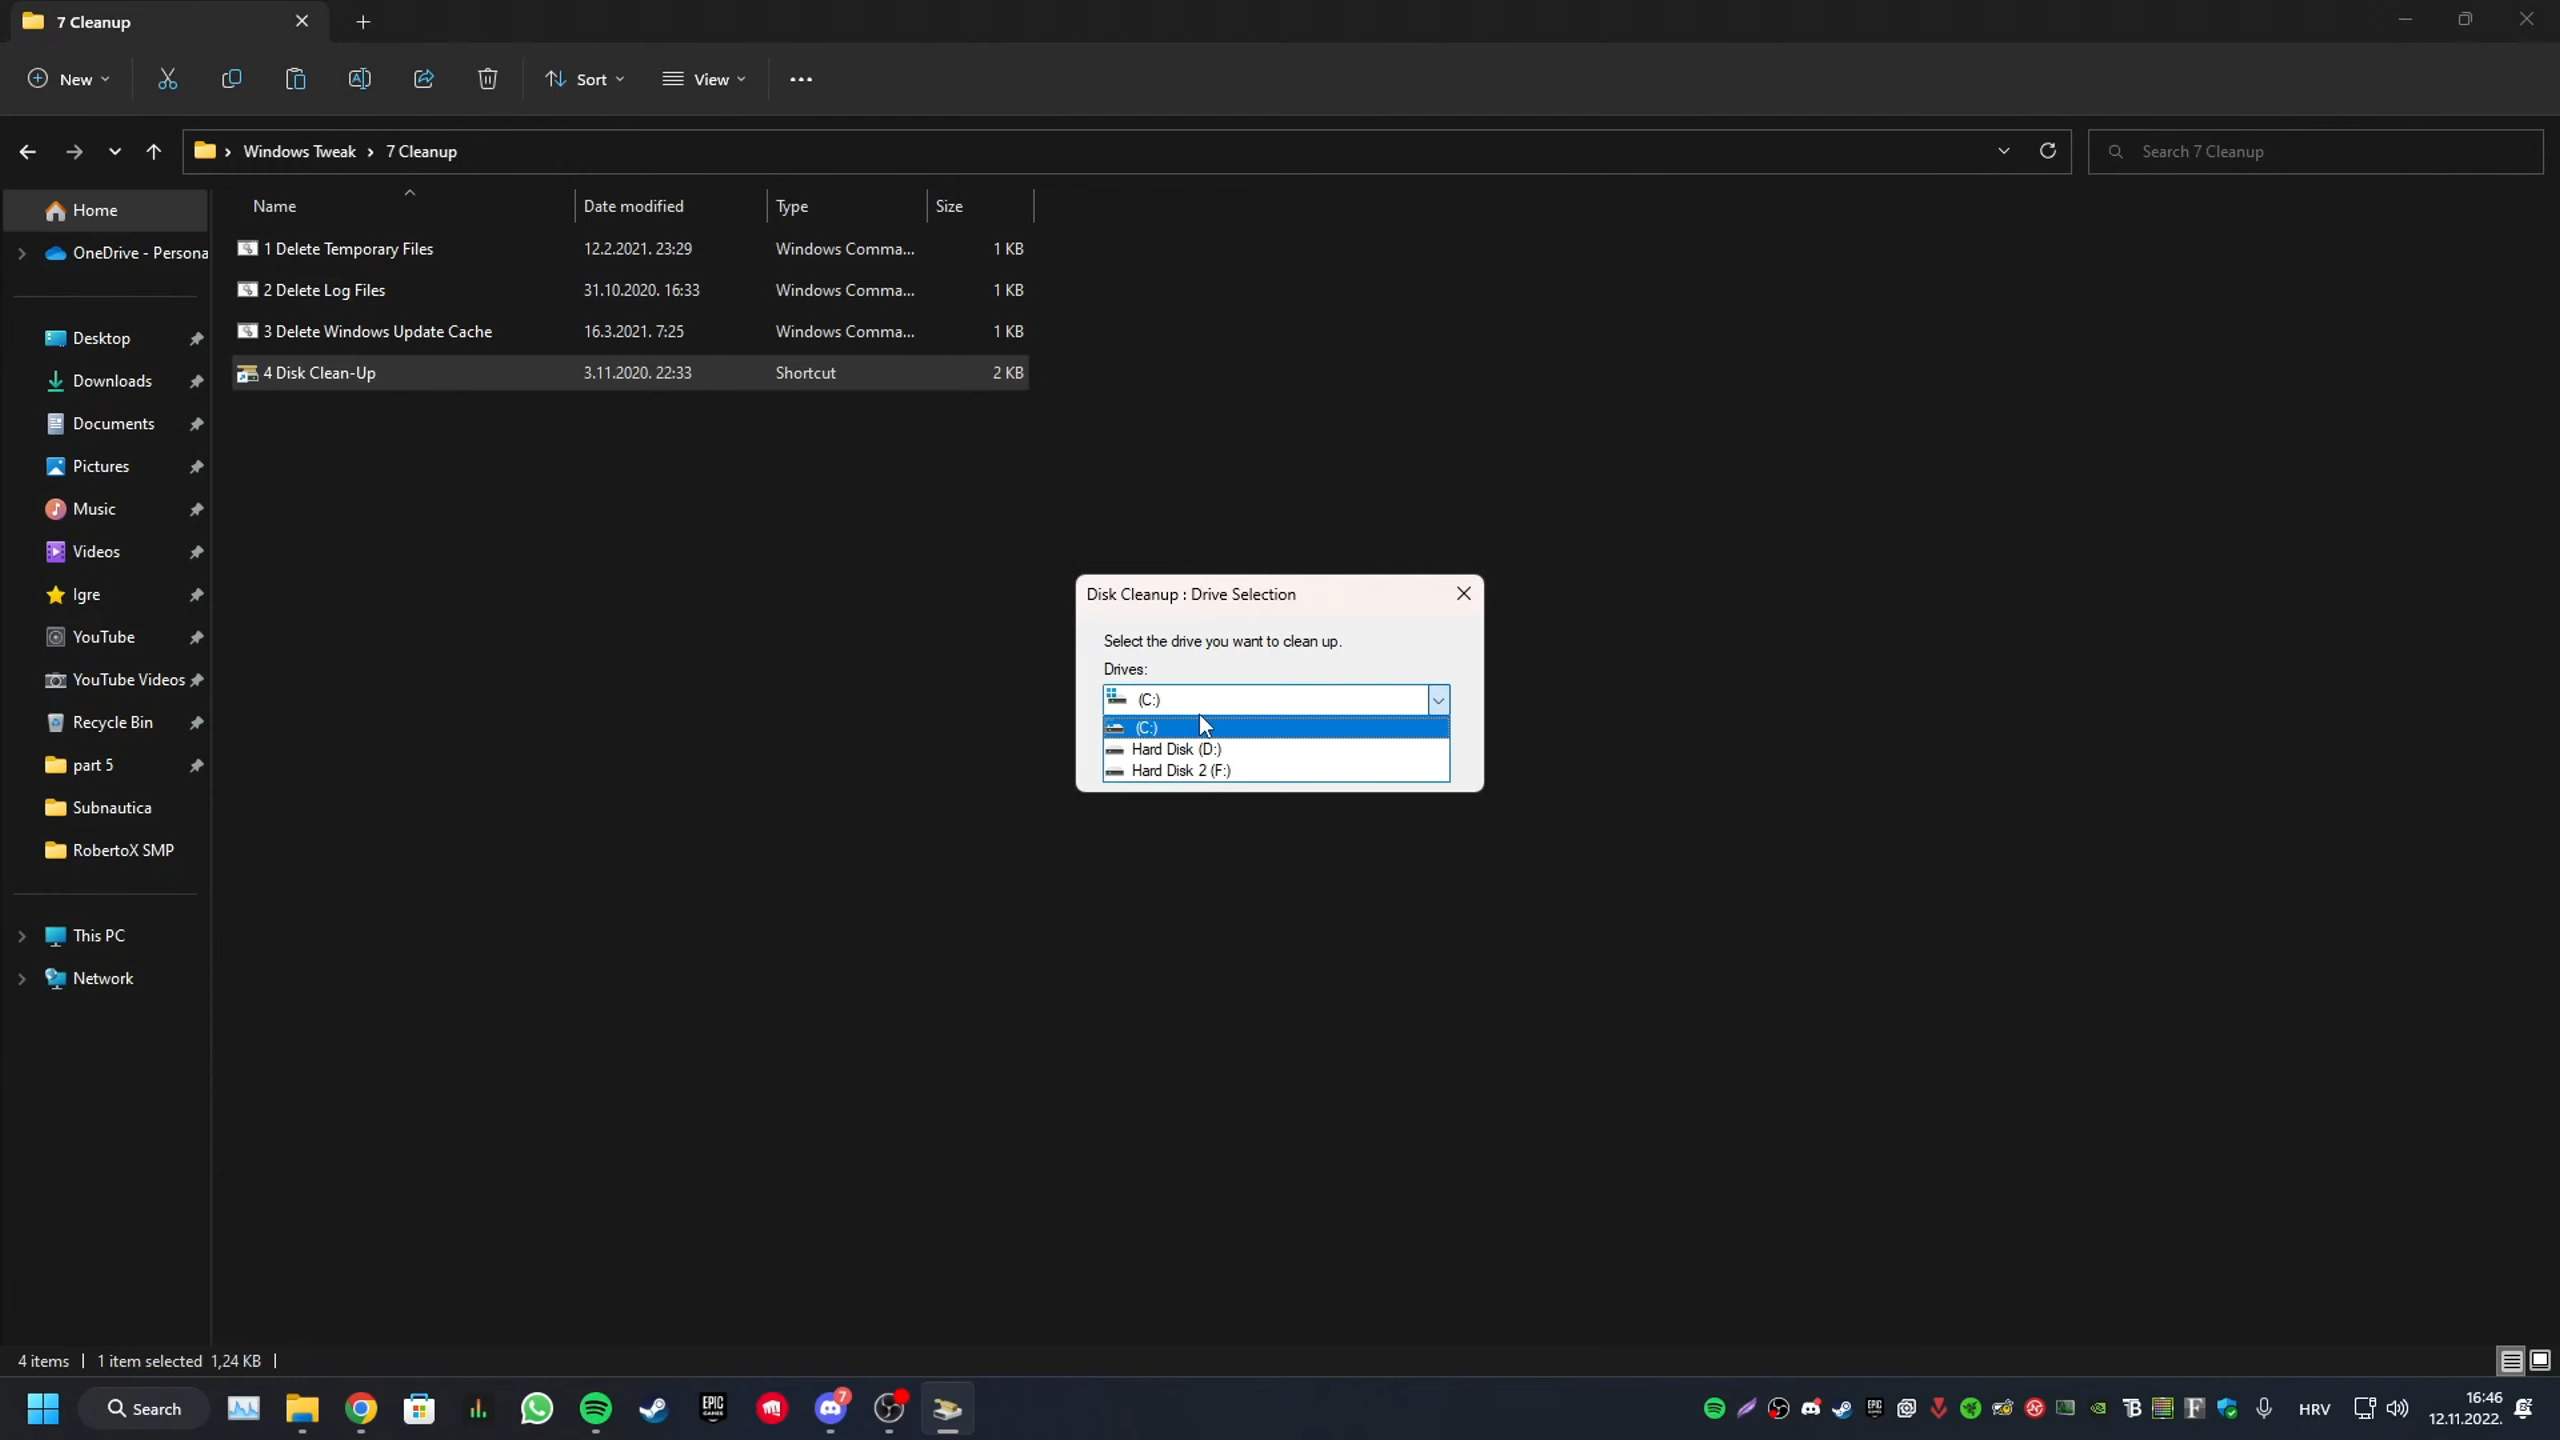 7 Cleanup
New
Sort
View
Windows Tweak
7 Cleanup
Search 7 Cleanup
Name
Date modified
Type
Size
1 Delete Temporary Files
12.2.2021. 23:29
Windows Comma...
1 KB
2 Delete Log Files
31.10.2020. 16:33
Windows Comma...
1 KB
3 Delete Windows Update Cache
16.3.2021. 7:25
Windows Comma...
1 KB
4 Disk Clean-Up
3.11.2020. 22:33
Shortcut
2 KB
Home
OneDrive - Persona
Desktop
Downloads
Documents
Pictures
Music
Videos
Igre
YouTube
YouTube Videos
Recycle Bin
part 5
Subnautica
RobertoX SMP
This PC
Network
Disk Cleanup : Drive Selection
Select the drive you want to clean up.
Drives:
(C:)
(C:)
Hard Disk (D:)
Hard Disk 2 (F:)
4 items
1 item selected 1,24 KB
Search
EPIC
GAMES
7
HRV
16:46
12.11.2022.